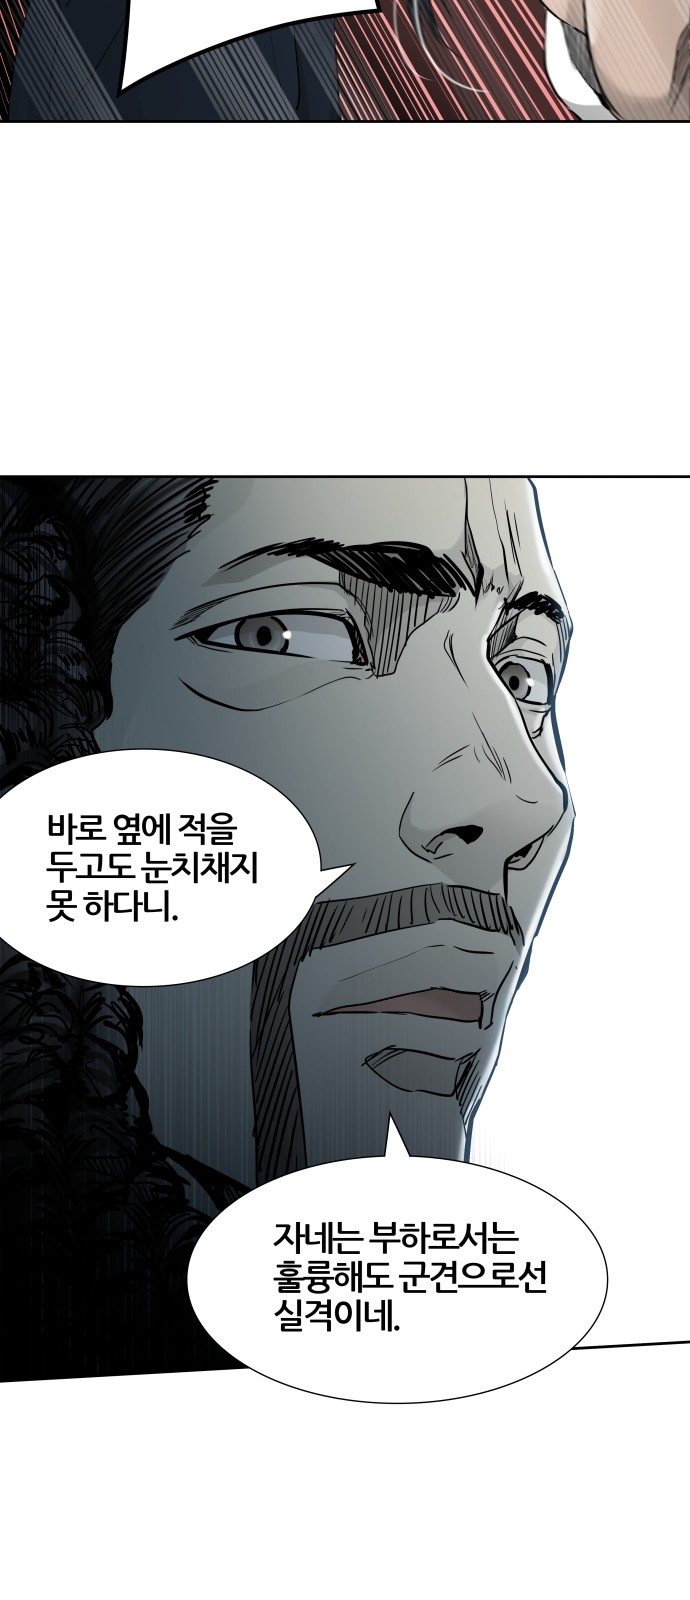 바로 옆에 적을
두고도 눈치채지
못 하다니.
자네는 부하로서는
훌륭해도 군견으로선
실격이네.